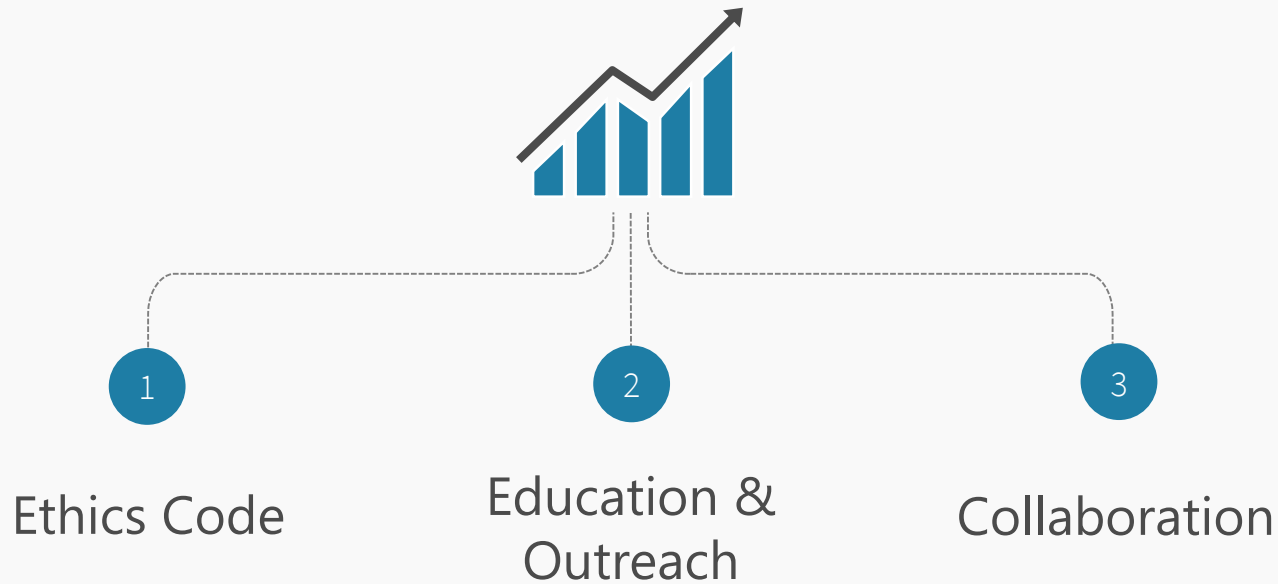 1
2
3
Ethics Code
Education &
Outreach
Collaboration